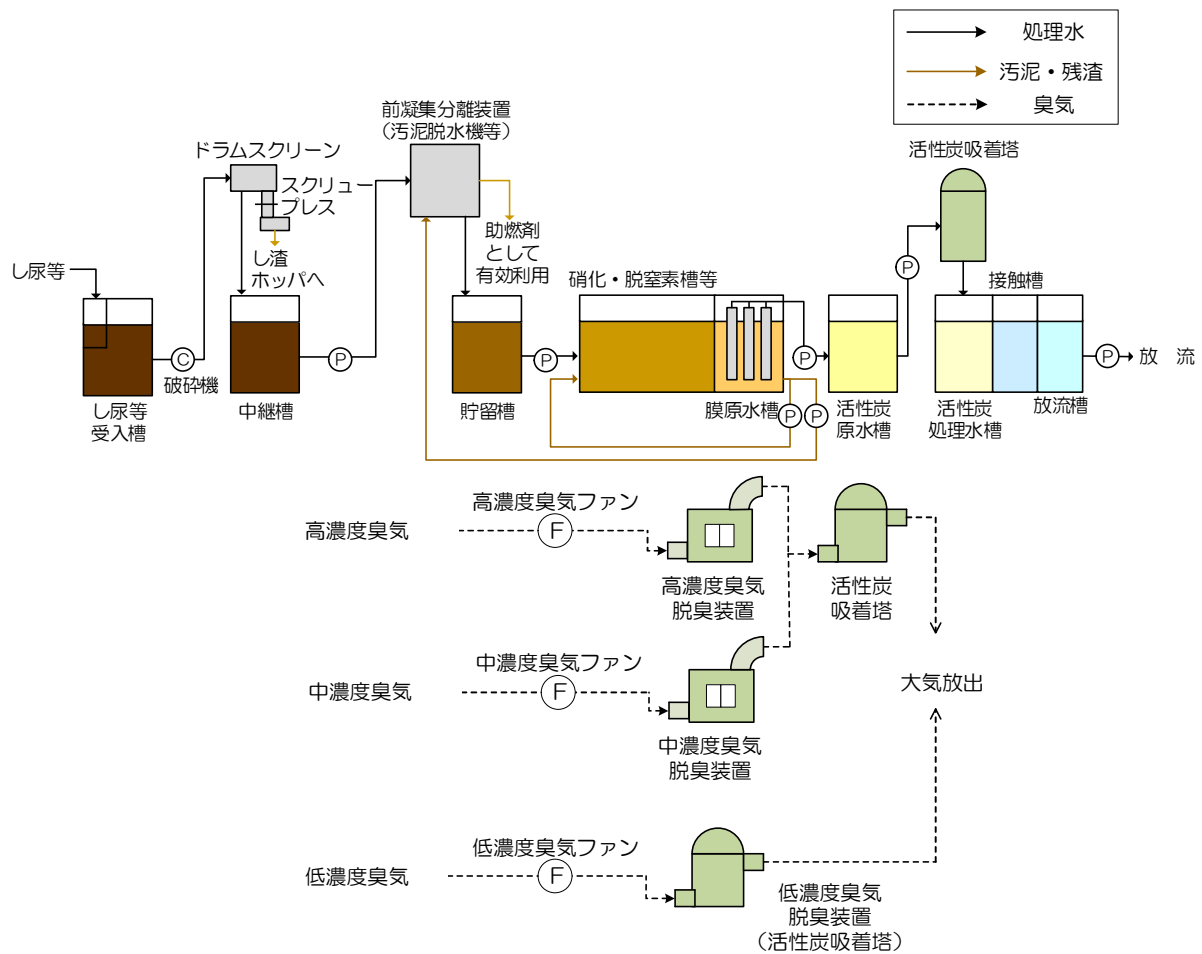 処理水
汚泥・残渣
臭気
前凝集分離装置
（汚泥脱水機等）
ドラムスクリーン
スクリュー
プレス
活性炭吸着塔
し渣
ホッパへ
助燃剤
として
有効利用
し尿等
硝化・脱窒素槽等
接触槽
C
破砕機
P
P
P
P
P
放　流
し尿等
受入槽
中継槽
貯留槽
膜原水槽
P
P
活性炭
原水槽
活性炭
処理水槽
放流槽
高濃度臭気ファン
高濃度臭気
F
高濃度臭気
脱臭装置
活性炭
吸着塔
中濃度臭気ファン
中濃度臭気
F
中濃度臭気
脱臭装置
大気放出
低濃度臭気ファン
低濃度臭気
F
低濃度臭気
脱臭装置
（活性炭吸着塔）